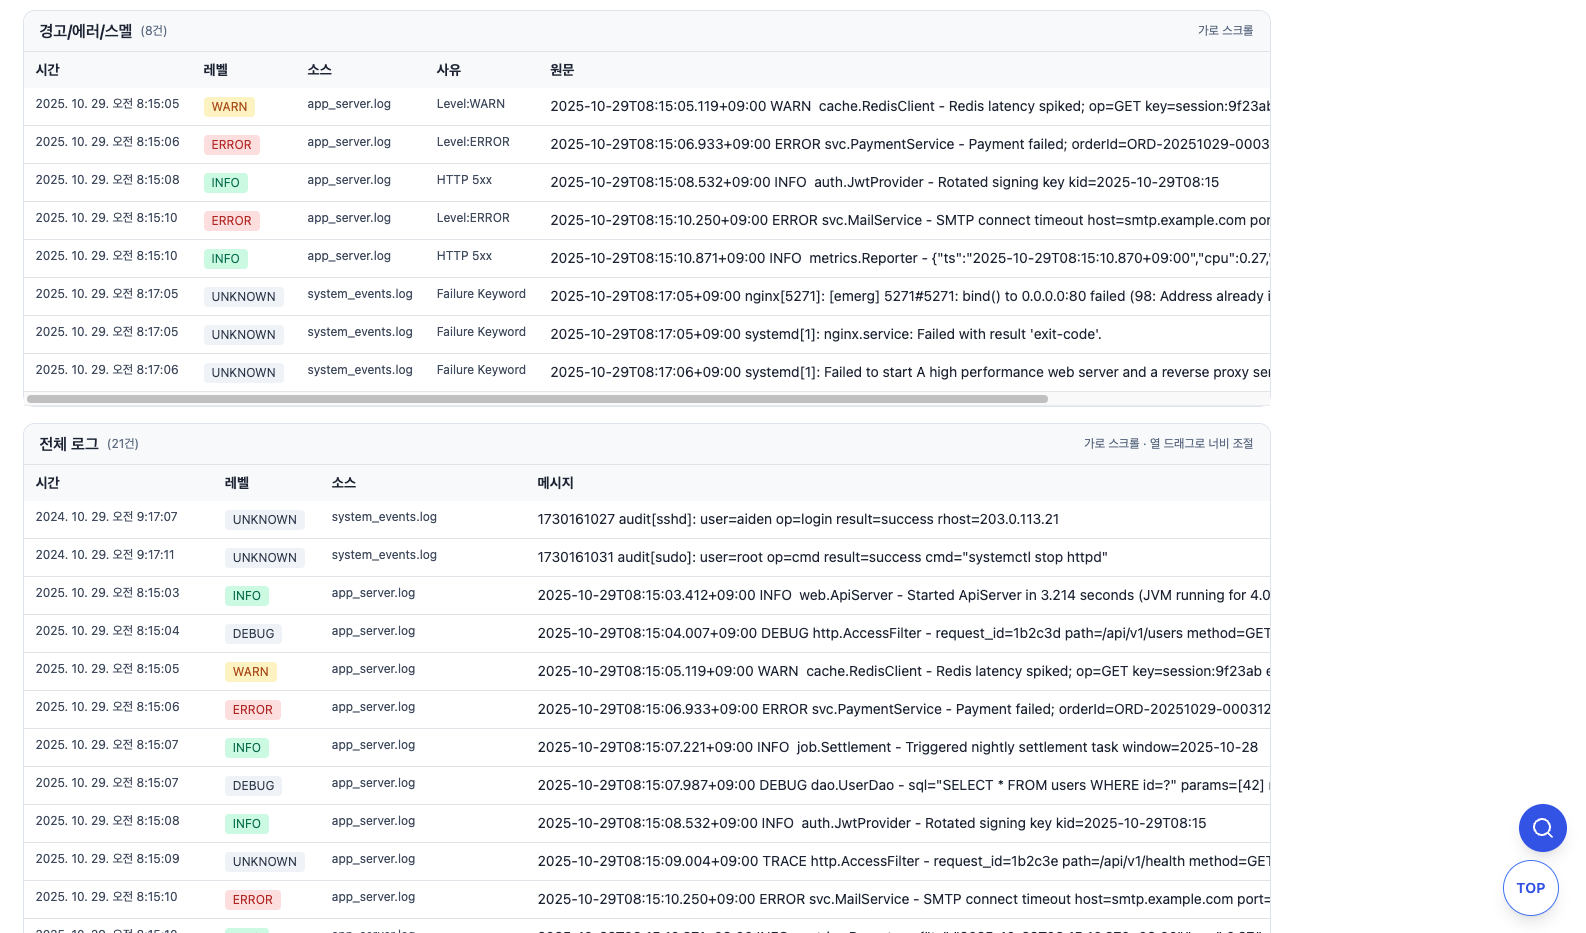 경고/에러/스멜 (8건) 가로 스크롤
시간 레벨 소스 사유 원문
2025. 10. 29. 오전 8:15:05 WARN app_server.log Level:WARN 2025-10-29T08:15:05.119+09:00 WARN  cache.RedisClient - Redis latency spiked; op=GET key=session:9f23ab
2025. 10. 29. 오전 8:15:06 ERROR app_server.log Level:ERROR 2025-10-29T08:15:06.933+09:00 ERROR svc.PaymentService - Payment failed; orderId=ORD-20251029-0003
2025. 10. 29. 오전 8:15:08 INFO app_server.log HTTP 5xx 2025-10-29T08:15:08.532+09:00 INFO  auth.JwtProvider - Rotated signing key kid=2025-10-29T08:15
2025. 10. 29. 오전 8:15:10 ERROR app_server.log Level:ERROR 2025-10-29T08:15:10.250+09:00 ERROR svc.MailService - SMTP connect timeout host=smtp.example.com por
2025. 10. 29. 오전 8:15:10 INFO app_server.log HTTP 5xx 2025-10-29T08:15:10.871+09:00 INFO  metrics.Reporter - {"ts":"2025-10-29T08:15:10.870+09:00","cpu":0.27,"
2025. 10. 29. 오전 8:17:05 UNKNOWN system_events.log Failure Keyword 2025-10-29T08:17:05+09:00 nginx[5271]: [emerg] 5271#5271: bind() to 0.0.0.0:80 failed (98: Address already i
2025. 10. 29. 오전 8:17:05 UNKNOWN system_events.log Failure Keyword 2025-10-29T08:17:05+09:00 systemd[1]: nginx.service: Failed with result 'exit-code'.
2025. 10. 29. 오전 8:17:06 UNKNOWN system_events.log Failure Keyword 2025-10-29T08:17:06+09:00 systemd[1]: Failed to start A high performance web server and a reverse proxy ser
전체 로그 (21건) 가로 스크롤 · 열 드래그로 너비 조절
시간 레벨 소스 메시지
2024. 10. 29. 오전 9:17:07 UNKNOWN system_events.log 1730161027 audit[sshd]: user=aiden op=login result=success rhost=203.0.113.21
2024. 10. 29. 오전 9:17:11 UNKNOWN system_events.log 1730161031 audit[sudo]: user=root op=cmd result=success cmd="systemctl stop httpd"
2025. 10. 29. 오전 8:15:03 INFO app_server.log 2025-10-29T08:15:03.412+09:00 INFO  web.ApiServer - Started ApiServer in 3.214 seconds (JVM running for 4.0
2025. 10. 29. 오전 8:15:04 DEBUG app_server.log 2025-10-29T08:15:04.007+09:00 DEBUG http.AccessFilter - request_id=1b2c3d path=/api/v1/users method=GET
2025. 10. 29. 오전 8:15:05 WARN app_server.log 2025-10-29T08:15:05.119+09:00 WARN  cache.RedisClient - Redis latency spiked; op=GET key=session:9f23ab e
2025. 10. 29. 오전 8:15:06 ERROR app_server.log 2025-10-29T08:15:06.933+09:00 ERROR svc.PaymentService - Payment failed; orderId=ORD-20251029-000312
2025. 10. 29. 오전 8:15:07 INFO app_server.log 2025-10-29T08:15:07.221+09:00 INFO  job.Settlement - Triggered nightly settlement task window=2025-10-28
2025. 10. 29. 오전 8:15:07 DEBUG app_server.log 2025-10-29T08:15:07.987+09:00 DEBUG dao.UserDao - sql="SELECT * FROM users WHERE id=?" params=[42]
2025. 10. 29. 오전 8:15:08 INFO app_server.log 2025-10-29T08:15:08.532+09:00 INFO  auth.JwtProvider - Rotated signing key kid=2025-10-29T08:15
2025. 10. 29. 오전 8:15:09 UNKNOWN app_server.log 2025-10-29T08:15:09.004+09:00 TRACE http.AccessFilter - request_id=1b2c3e path=/api/v1/health method=GET
2025. 10. 29. 오전 8:15:10 ERROR app_server.log 2025-10-29T08:15:10.250+09:00 ERROR svc.MailService - SMTP connect timeout host=smtp.example.com port=
TOP